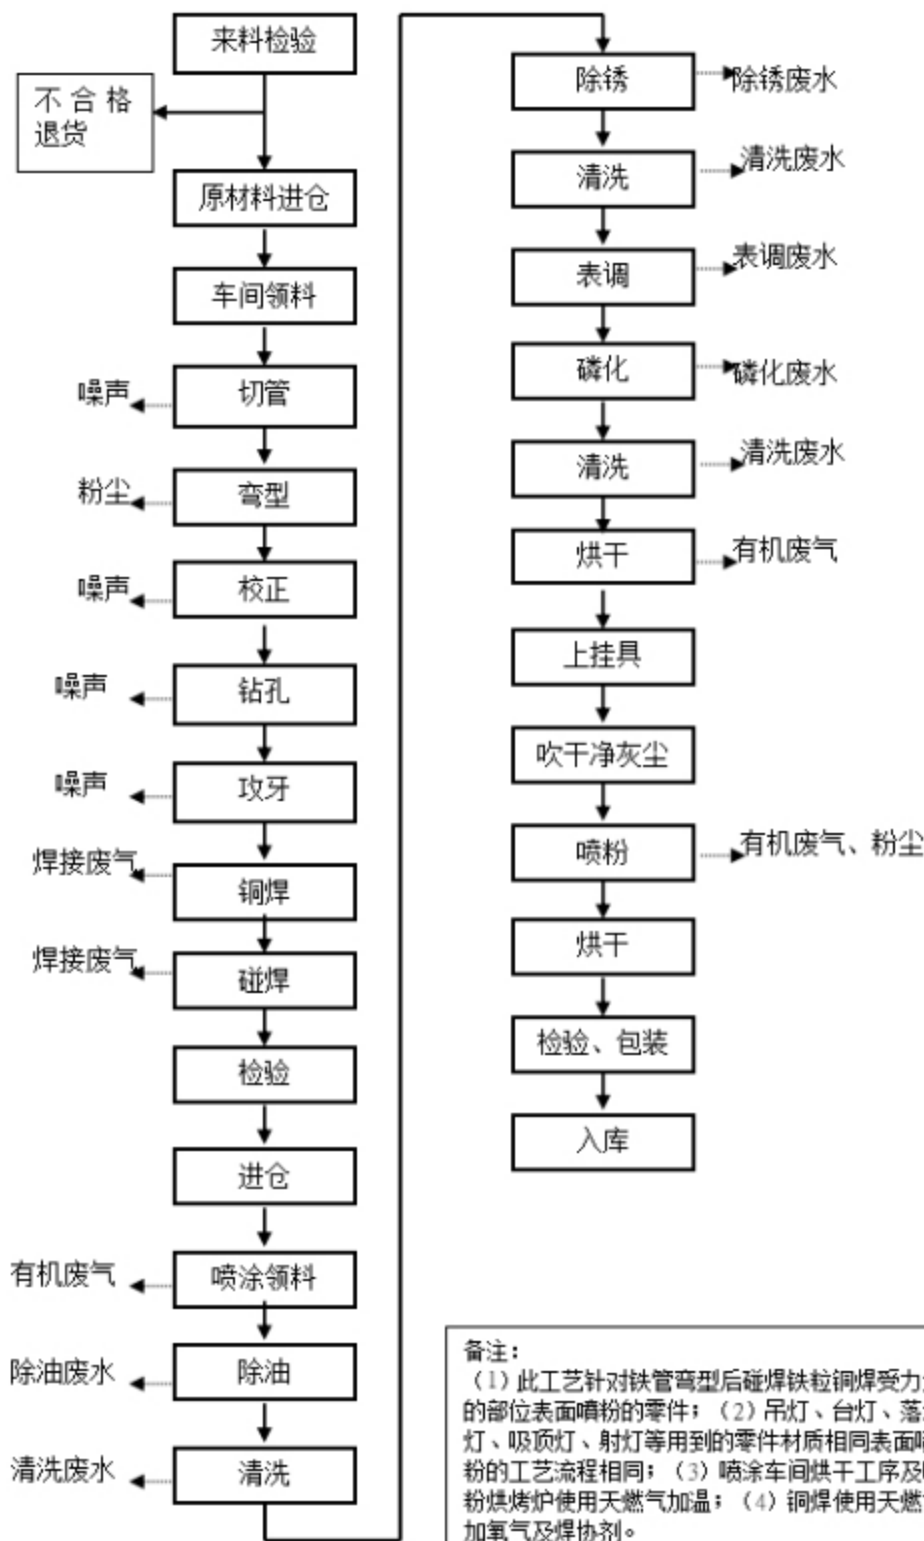 来料检验
不合格
退货
原材料进仓
车间领料
切管
噪声
弯型
粉尘
校正
噪声
钻孔
噪声
攻牙
噪声
铜焊
焊接废气
碰焊
焊接废气
检验
进仓
喷涂领料
有机废气
除油
除油废水
清洗
清洗废水
除锈
除锈废水
清洗
清洗废水
表调
表调废水
磷化
磷化废水
清洗
清洗废水
烘干
有机废气
上挂具
吹干净灰尘
喷粉
有机废气、粉尘
烘干
检验、包装
入库
备注：
（1）此工艺针对铁管弯型后碰焊铁粒铜焊受力
的部位表面喷粉的零件；（2）吊灯、台灯、落
灯、吸顶灯、射灯等用到的零件材质相同表面
粉的工艺流程相同；（3）喷涂车间烘干工序及
粉烘烤炉使用天燃气加温；（4）铜焊使用天燃
加氧气及焊协剂。